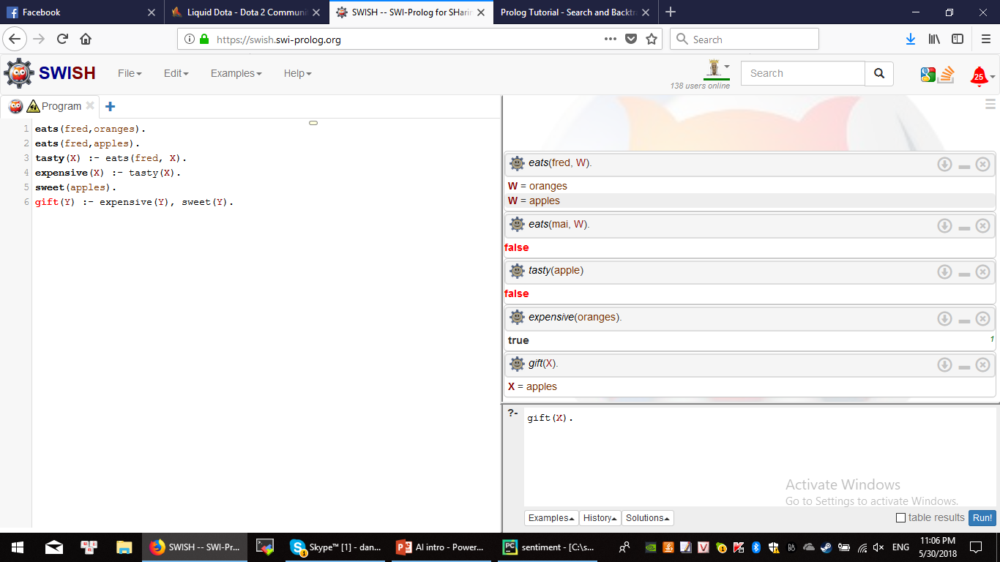 Facebook
Liquid Dota - Dota 2 Communi
SWISH -- SWI-Prolog for SHarin
Prolog Tutorial - Search and Backtra
https://swish.swi-prolog.org
Search
SWISH
File
Edit
Examples
Help
138 users online
Search
25
Program
1 eats(fred,oranges).
2 eats(fred,apples).
3 tasty(X) :- eats(fred, X).
4 expensive(X) :- tasty(X).
5 sweet(apples).
6 gift(Y) :- expensive(Y), sweet(Y).
eats(fred, W).
W = oranges
W = apples
eats(mai, W).
false
tasty(apple)
false
expensive(oranges).
true
1
gift(X).
X = apples
?- gift(X).
Activate Windows
Go to Settings to activate Windows.
Examples
History
Solutions
table results
Run!
SWISH -- SWI-Pr...
Skype™ [1] - dan...
AI intro - Power...
sentiment - [C:\s...
ENG
11:06 PM
5/30/2018